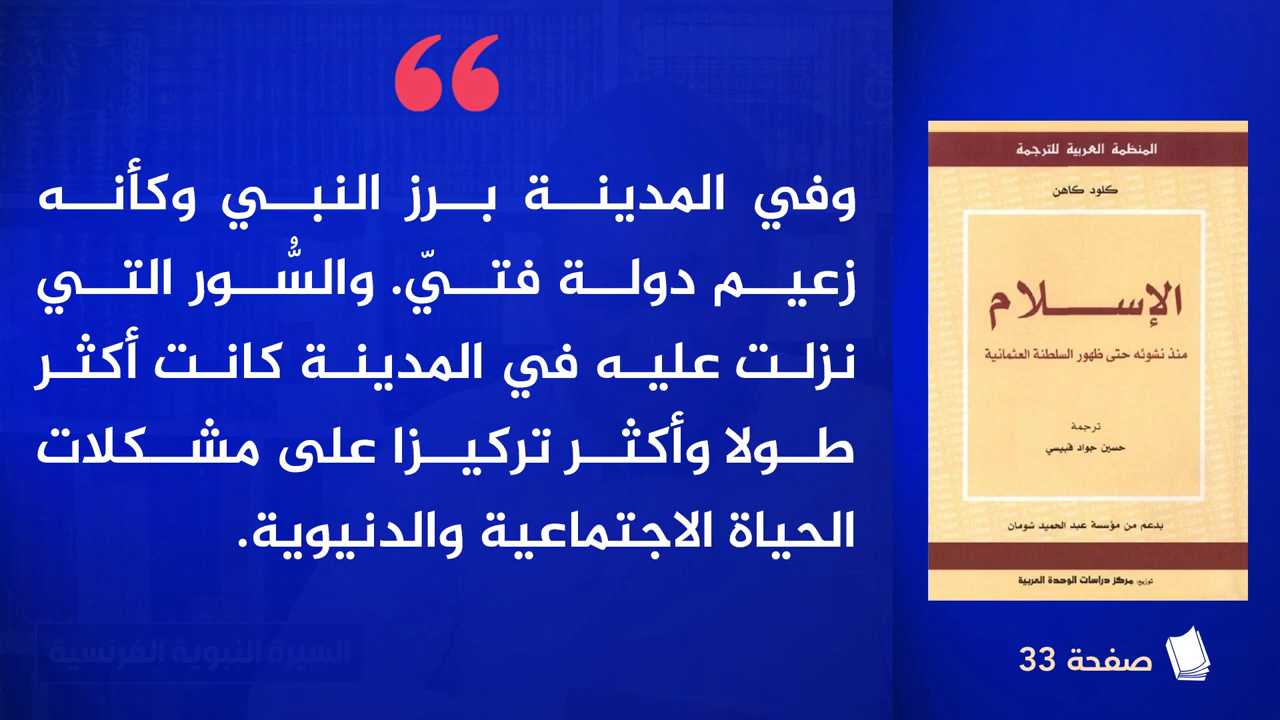 وفي المدينة برز النبي وكأنه
زعيم دولة فتيّ. والسُّور التي
نزلت عليه في المدينة كانت أكثر
طولا وأكثر تركيزا على مشكلات
الحياة الاجتماعية والدنيوية.
السيرة النبوية الفرنسية
المنظمة العربية للترجمة
كلود كاهن
الإسلام
منذ نشوئه حتى ظهور السلطنة العثمانية
ترجمة
حسين جواد قبيسي
بدعم من مؤسسة عبد الحميد شومان
توزيع: مركز دراسات الوحدة العربية
صفحة 33